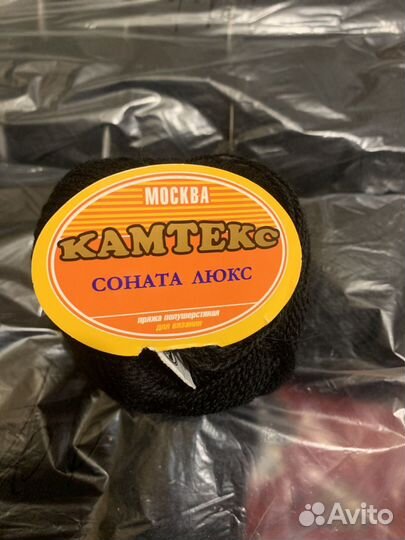 МОСКВА
КАМТЕКс
СОНАТА ЛЮКС
пряжа полушерстяная
для вязания
Avito